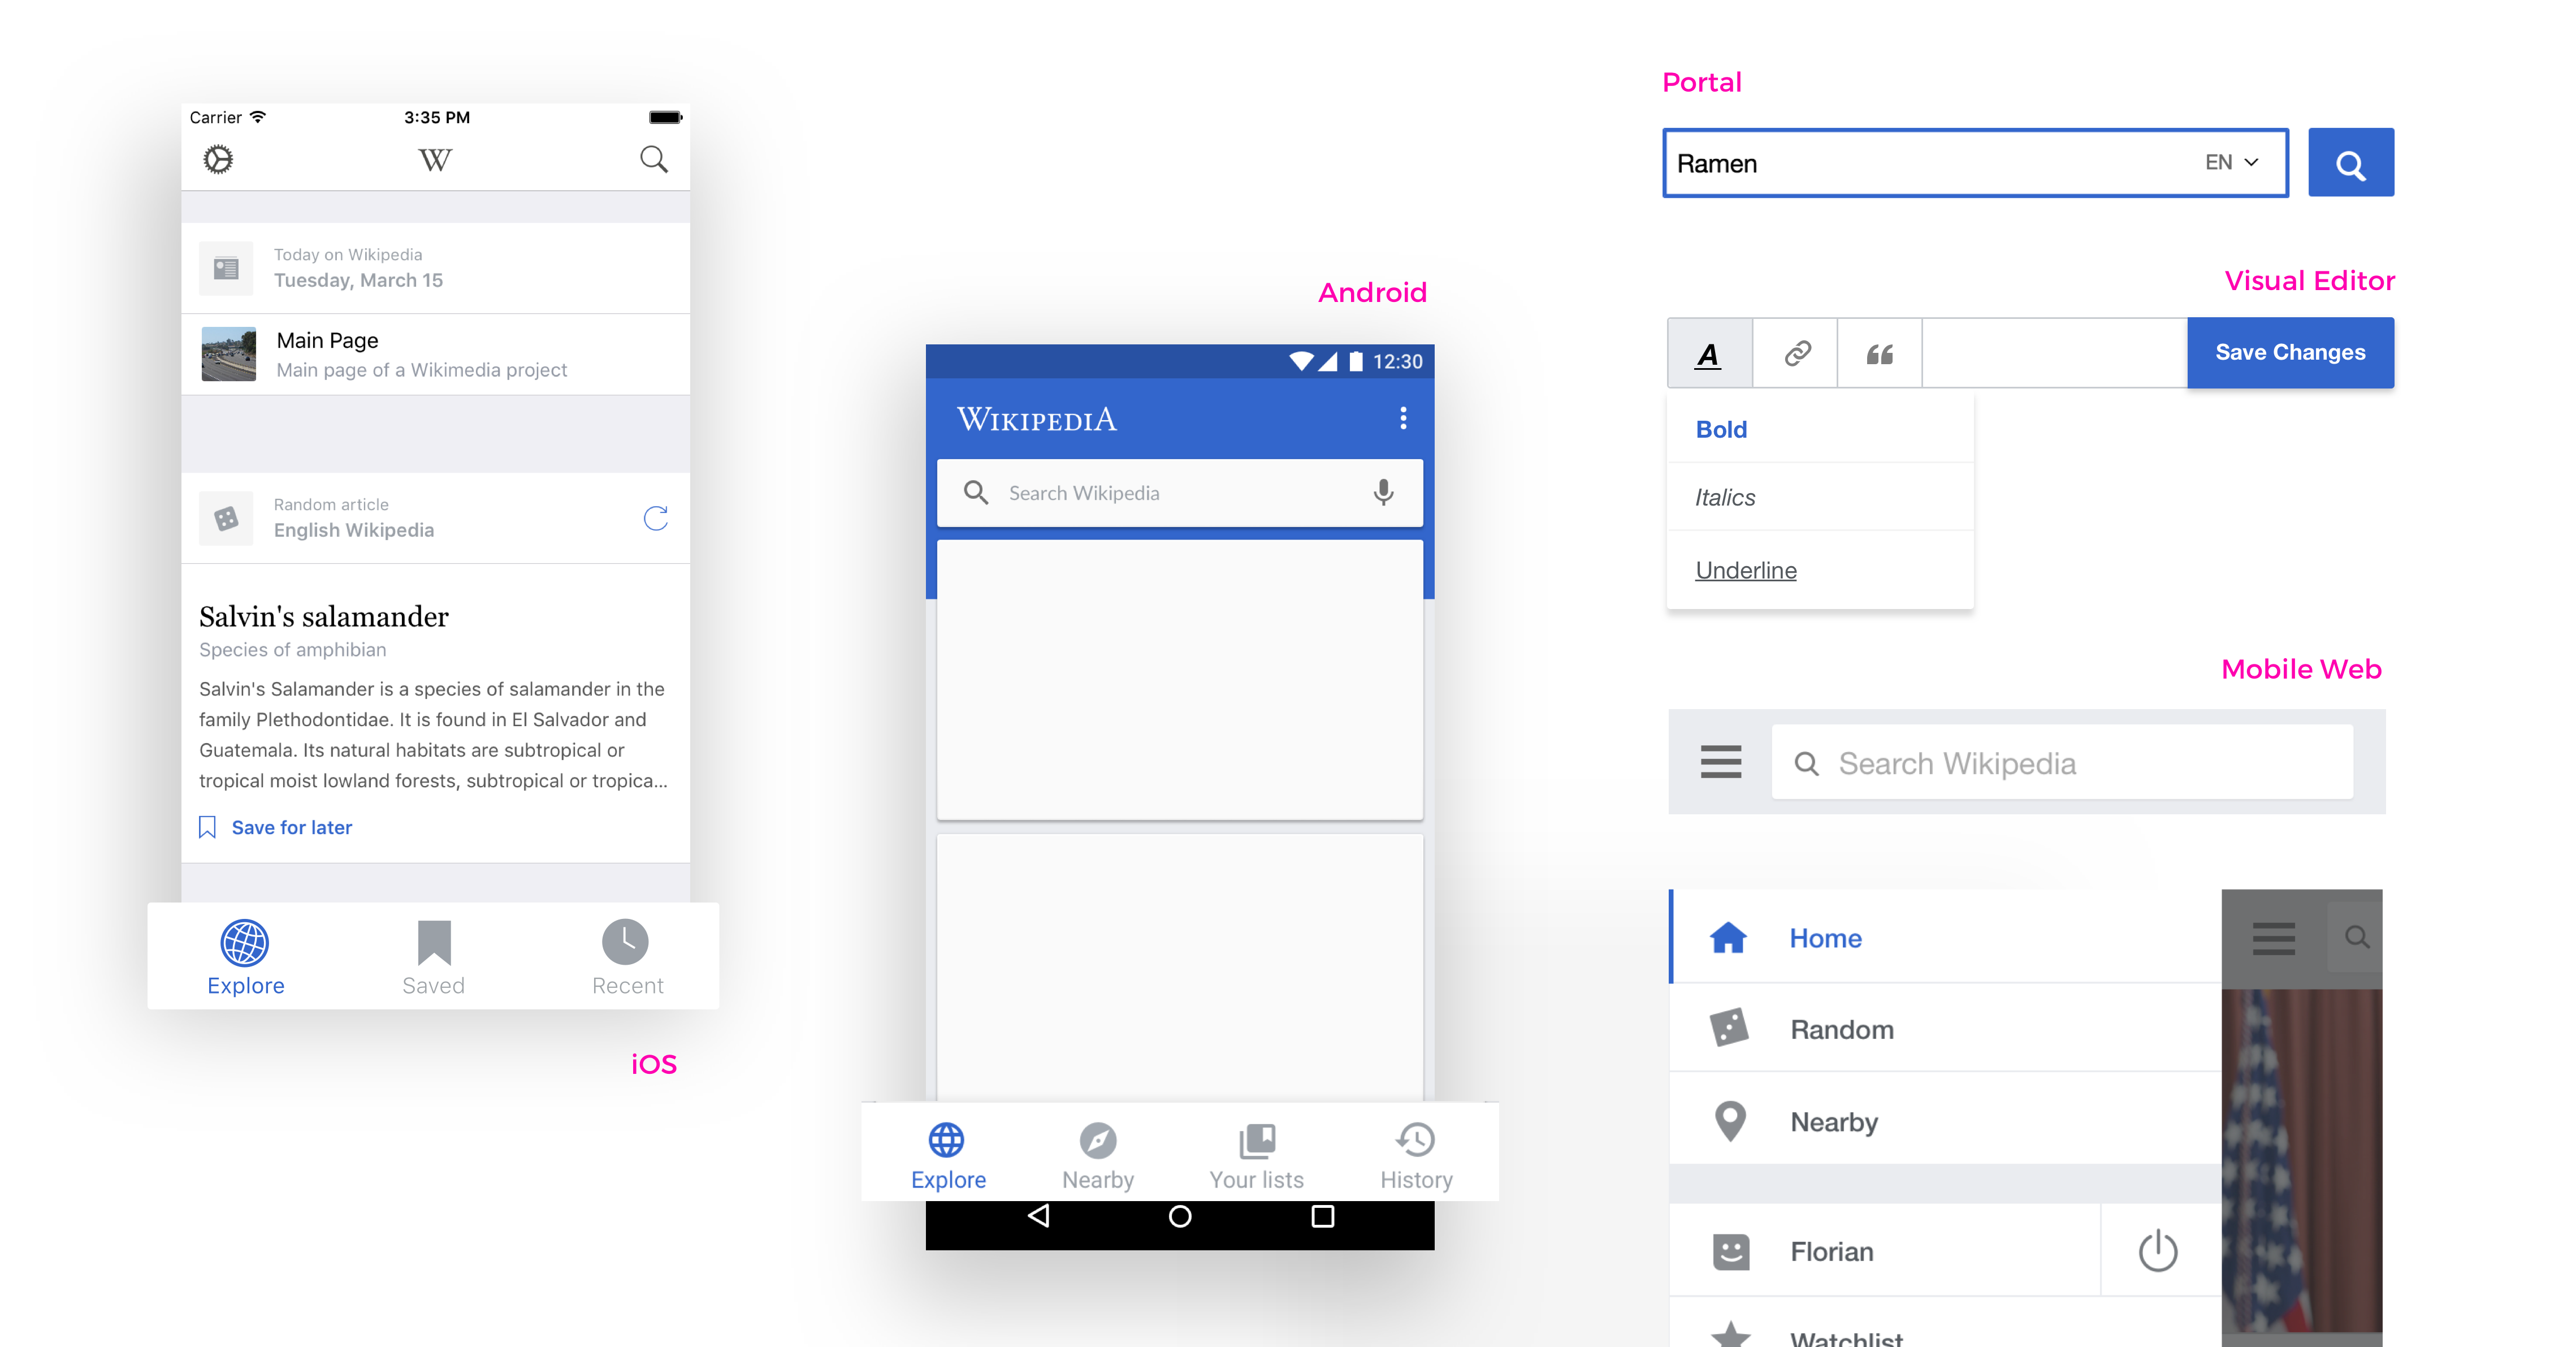 Carrier
3:35 PM
W
Today on Wikipedia
Tuesday, March 15
Main Page
Main page of a Wikimedia project
Random article
English Wikipedia
Salvin's salamander
Species of amphibian
Salvin's Salamander is a species of salamander in the
family Plethodontidae. It is found in El Salvador and
Guatemala. Its natural habitats are subtropical or
tropical moist lowland forests, subtropical or tropica...
Save for later
Explore
Saved
Recent
iOS
Android
12:30
WIKIPEDIA
Search Wikipedia
Explore
Nearby
Your lists
History
Portal
Ramen
EN
Visual Editor
A
Save Changes
Bold
Italics
Underline
Mobile Web
Search Wikipedia
Home
Random
Nearby
Florian
Watchlist